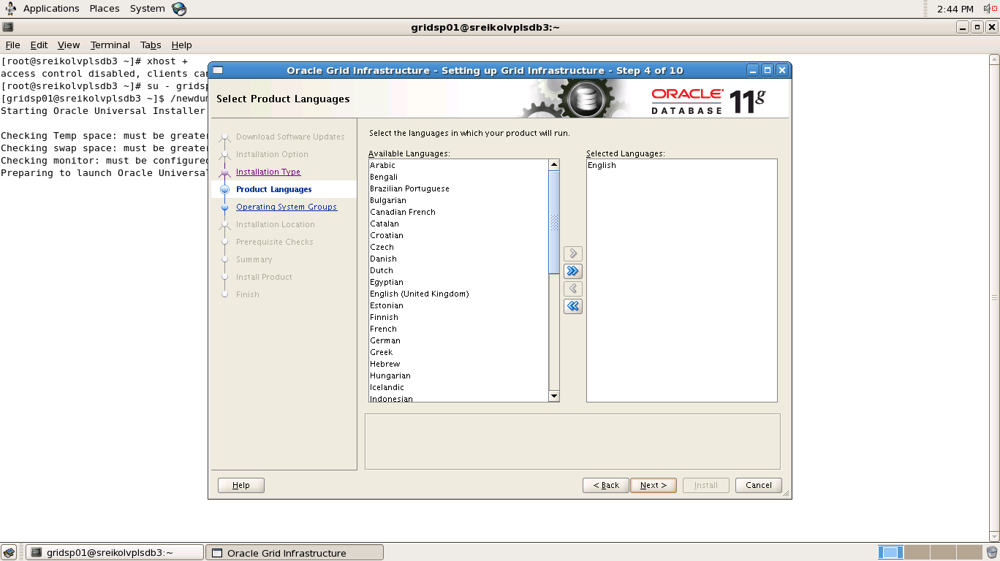 Applications Places System 2:44 PM
gridsp01@sreikolvplsdb3:~
File Edit View Terminal Tabs Help
[root@sreikolvplsdb3 ~]# xhost +
access control disabled, clients can
[root@sreikolvplsdb3 ~]# su - gridsp
[gridsp01@sreikolvplsdb3 ~]$ /newdum
Starting Oracle Universal Installer
Checking Temp space: must be greater
Checking swap space: must be greater
Checking monitor: must be configured
Preparing to launch Oracle Universal
Oracle Grid Infrastructure - Setting up Grid Infrastructure - Step 4 of 10
Select Product Languages
ORACLE
DATABASE 11g
Download Software Updates
Installation Option
Installation Type
Product Languages
Operating System Groups
Installation Location
Prerequisite Checks
Summary
Install Product
Finish
Select the languages in which your product will run.
Available Languages:
Arabic
Bengali
Brazilian Portuguese
Bulgarian
Canadian French
Catalan
Croatian
Czech
Danish
Dutch
Egyptian
English (United Kingdom)
Estonian
Finnish
French
German
Greek
Hebrew
Hungarian
Icelandic
Indonesian
Selected Languages:
English
Help < Back Next > Install Cancel
gridsp01@sreikolvplsdb3:~ Oracle Grid Infrastructure